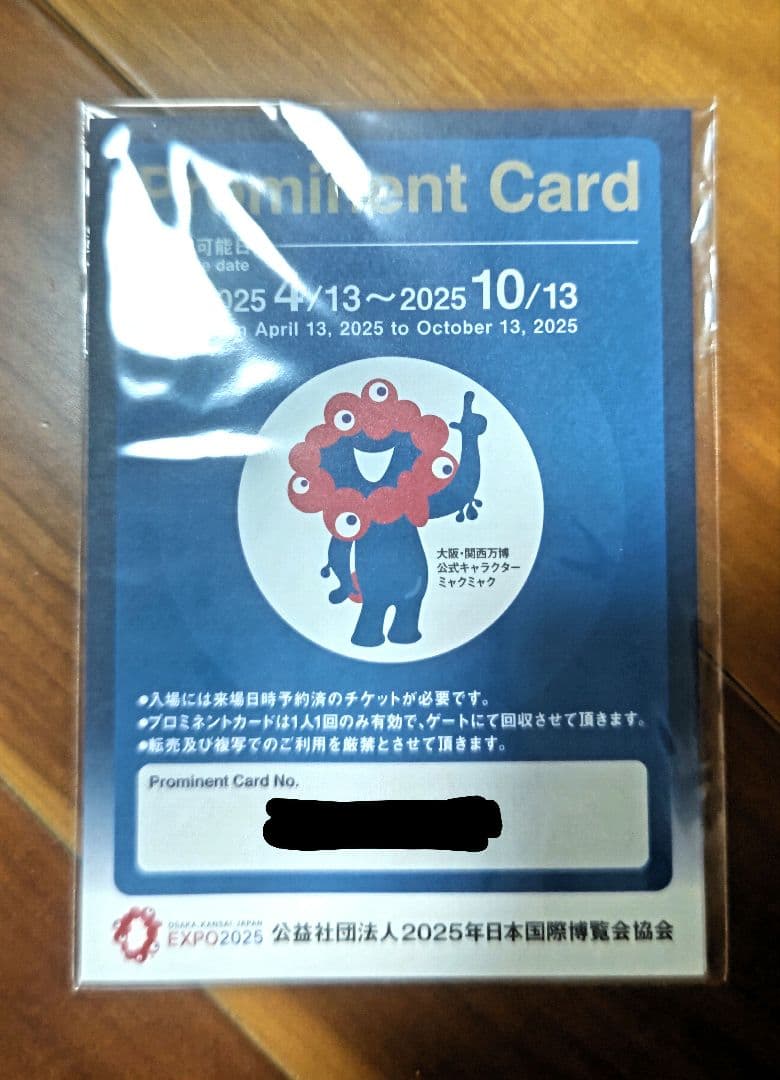 Prominent Card
可能日
date
2025 4/13～2025 10/13
April 13, 2025 to October 13, 2025
大阪・関西万博
公式キャラクター
ミャクミャク
●入場には来場日時予約済のチケットが必要です。
●プロミネントカードは1人1回のみ有効で、ゲートにて回収させて頂きます。
●転売及び複写でのご利用を厳禁とさせて頂きます。
Prominent Card No.
OSAKA, KANSAI, JAPAN
EXPO2025
公益社団法人2025年日本国際博覧会協会